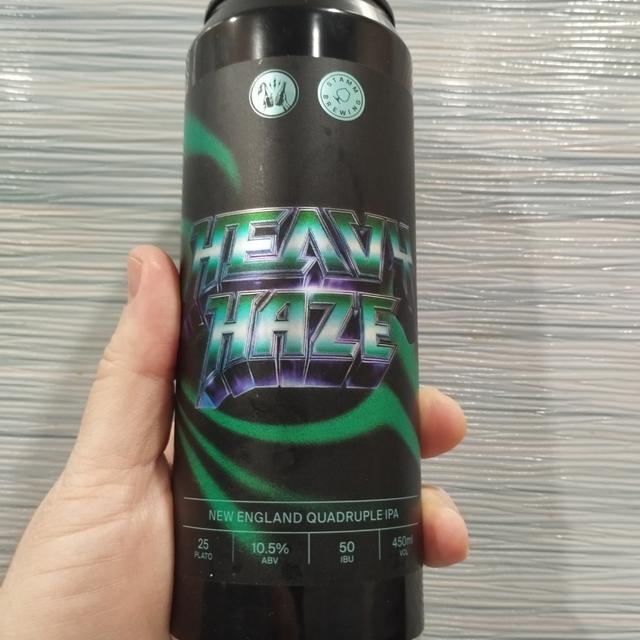 STAMM BREWING
HEAVY
HAZE
NEW ENGLAND QUADRUPLE IPA
25 10.5% 50 450ml
PLATO ABV IBU VOL